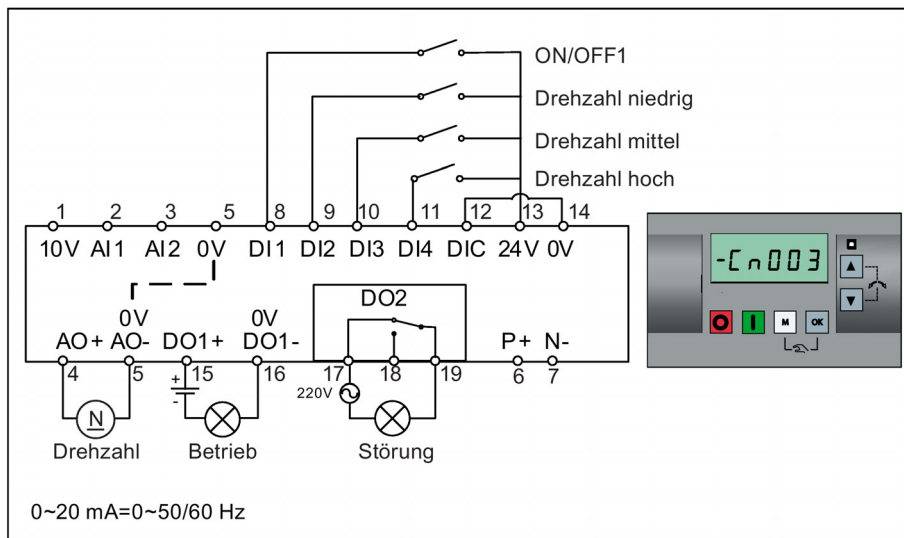 ON/OFF1
Drehzahl niedrig
Drehzahl mittel
Drehzahl hoch
1 2 3 5 8 9 10 11 12 13 14
10V AI1 AI2 0V DI1 DI2 DI3 DI4 DIC 24V 0V
-Cn003
DO2
0V 0V
AO+ AO- DO1+ DO1- P+ N-
4 5 15 16 17 18 19 6 7
+
-
220V
N
M OK
Drehzahl Betrieb Störung
0~20 mA=0~50/60 Hz